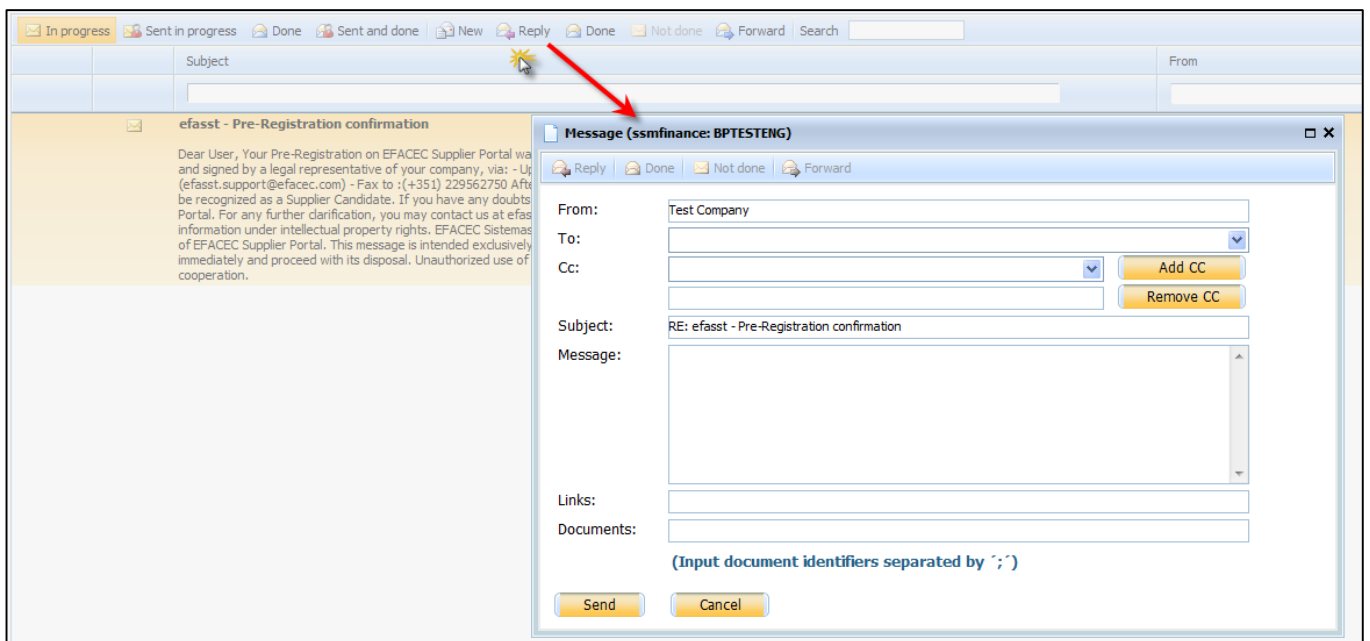 In progress Sent in progress Done Sent and done New Reply Done Not done Forward Search
Subject From
efasst - Pre-Registration confirmation
Dear User, Your Pre-Registration on EFACEC Supplier Portal wa
and signed by a legal representative of your company, via: - Up
(efasst.support@efacec.com) - Fax to :(+351) 229562750 Afte
be recognized as a Supplier Candidate. If you have any doubts
Portal. For any further clarification, you may contact us at efas
information under intellectual property rights. EFACEC Sistemas
of EFACEC Supplier Portal. This message is intended exclusively
immediately and proceed with its disposal. Unauthorized use of
cooperation.
Message (ssmfinance: BPTESTENG)
Reply Done Not done Forward
From: Test Company
To:
Cc: Add CC
Remove CC
Subject: RE: efasst - Pre-Registration confirmation
Message:
Links:
Documents:
(Input document identifiers separated by ´;´)
Send Cancel